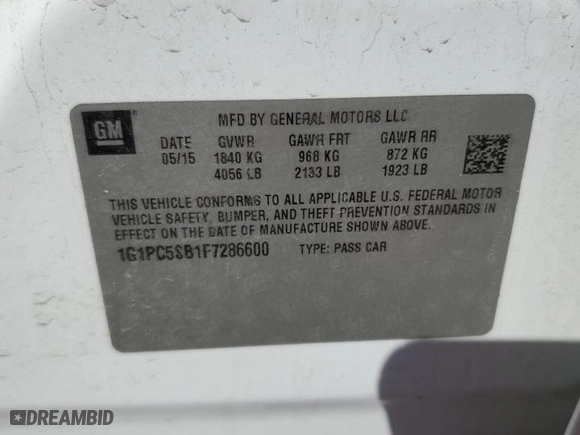 GM
MFD BY GENERAL MOTORS LLC
DATE GVWR GAWR FRT GAWR RR
05/15 1840 KG 968 KG 872 KG
4056 LB 2133 LB 1923 LB
THIS VEHICLE CONFORMS TO ALL APPLICABLE U.S. FEDERAL MOTOR
VEHICLE SAFETY, BUMPER, AND THEFT PREVENTION STANDARDS IN
EFFECT ON THE DATE OF MANUFACTURE SHOWN ABOVE.
1G1PC5SB1F7286600 TYPE: PASS CAR
DREAMBID